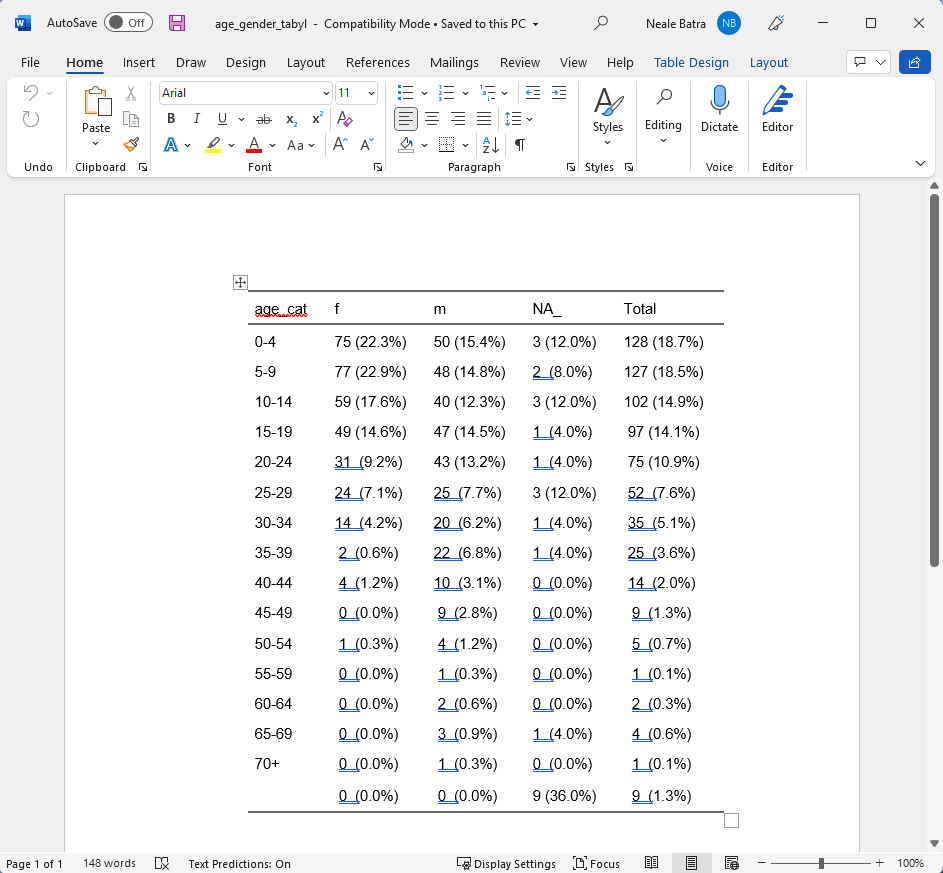 AutoSave Off age_gender_tabyl - Compatibility Mode • Saved to this PC Neale Batra NB
File Home Insert Draw Design Layout References Mailings Review View Help Table Design Layout
Arial 11
Paste Styles Editing Dictate Editor
B I U ab x₂ x² A
A A Aa A A
Undo Clipboard Font Paragraph Styles Voice Editor
age_cat f m NA_ Total
0-4 75 (22.3%) 50 (15.4%) 3 (12.0%) 128 (18.7%)
5-9 77 (22.9%) 48 (14.8%) 2 (8.0%) 127 (18.5%)
10-14 59 (17.6%) 40 (12.3%) 3 (12.0%) 102 (14.9%)
15-19 49 (14.6%) 47 (14.5%) 1 (4.0%) 97 (14.1%)
20-24 31 (9.2%) 43 (13.2%) 1 (4.0%) 75 (10.9%)
25-29 24 (7.1%) 25 (7.7%) 3 (12.0%) 52 (7.6%)
30-34 14 (4.2%) 20 (6.2%) 1 (4.0%) 35 (5.1%)
35-39 2 (0.6%) 22 (6.8%) 1 (4.0%) 25 (3.6%)
40-44 4 (1.2%) 10 (3.1%) 0 (0.0%) 14 (2.0%)
45-49 0 (0.0%) 9 (2.8%) 0 (0.0%) 9 (1.3%)
50-54 1 (0.3%) 4 (1.2%) 0 (0.0%) 5 (0.7%)
55-59 0 (0.0%) 1 (0.3%) 0 (0.0%) 1 (0.1%)
60-64 0 (0.0%) 2 (0.6%) 0 (0.0%) 2 (0.3%)
65-69 0 (0.0%) 3 (0.9%) 1 (4.0%) 4 (0.6%)
70+ 0 (0.0%) 1 (0.3%) 0 (0.0%) 1 (0.1%)
0 (0.0%) 0 (0.0%) 9 (36.0%) 9 (1.3%)
Page 1 of 1 148 words Text Predictions: On Display Settings Focus 100%